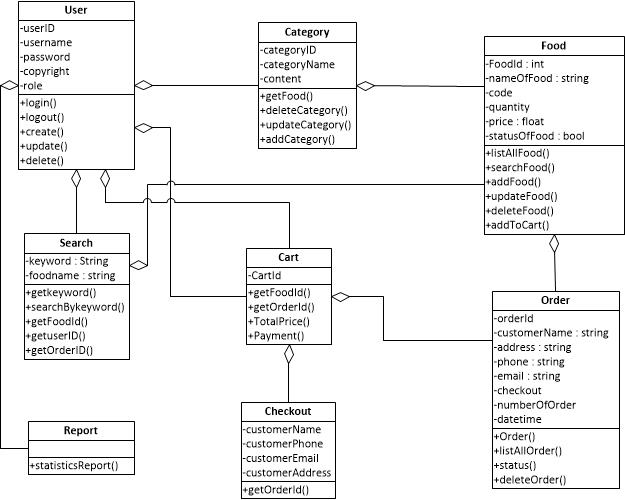 User
-userID
-username
-password
-copyright
-role
+login()
+logout()
+create()
+update()
+delete()
Category
-categoryID
-categoryName
-content
+getFood()
+deleteCategory()
+updateCategory()
+addCategory()
Food
-FoodId : int
-nameOfFood : string
-code
-quantity
-price : float
-statusOfFood : bool
+listAllFood()
+searchFood()
+addFood()
+updateFood()
+deleteFood()
+addToCart()
Search
-keyword : String
-foodname : string
+getkeyword()
+searchBykeyword()
+getFoodId()
+getuserID()
+getOrderID()
Cart
-CartId
+getFoodId()
+getOrderId()
+TotalPrice()
+Payment()
Order
-orderId
-customerName : string
-address : string
-phone : string
-email : string
-checkout
-numberOfOrder
-datetime
+Order()
+listAllOrder()
+status()
+deleteOrder()
Checkout
-customerName
-customerPhone
-customerEmail
-customerAddress
+getOrderId()
Report
+statisticsReport()